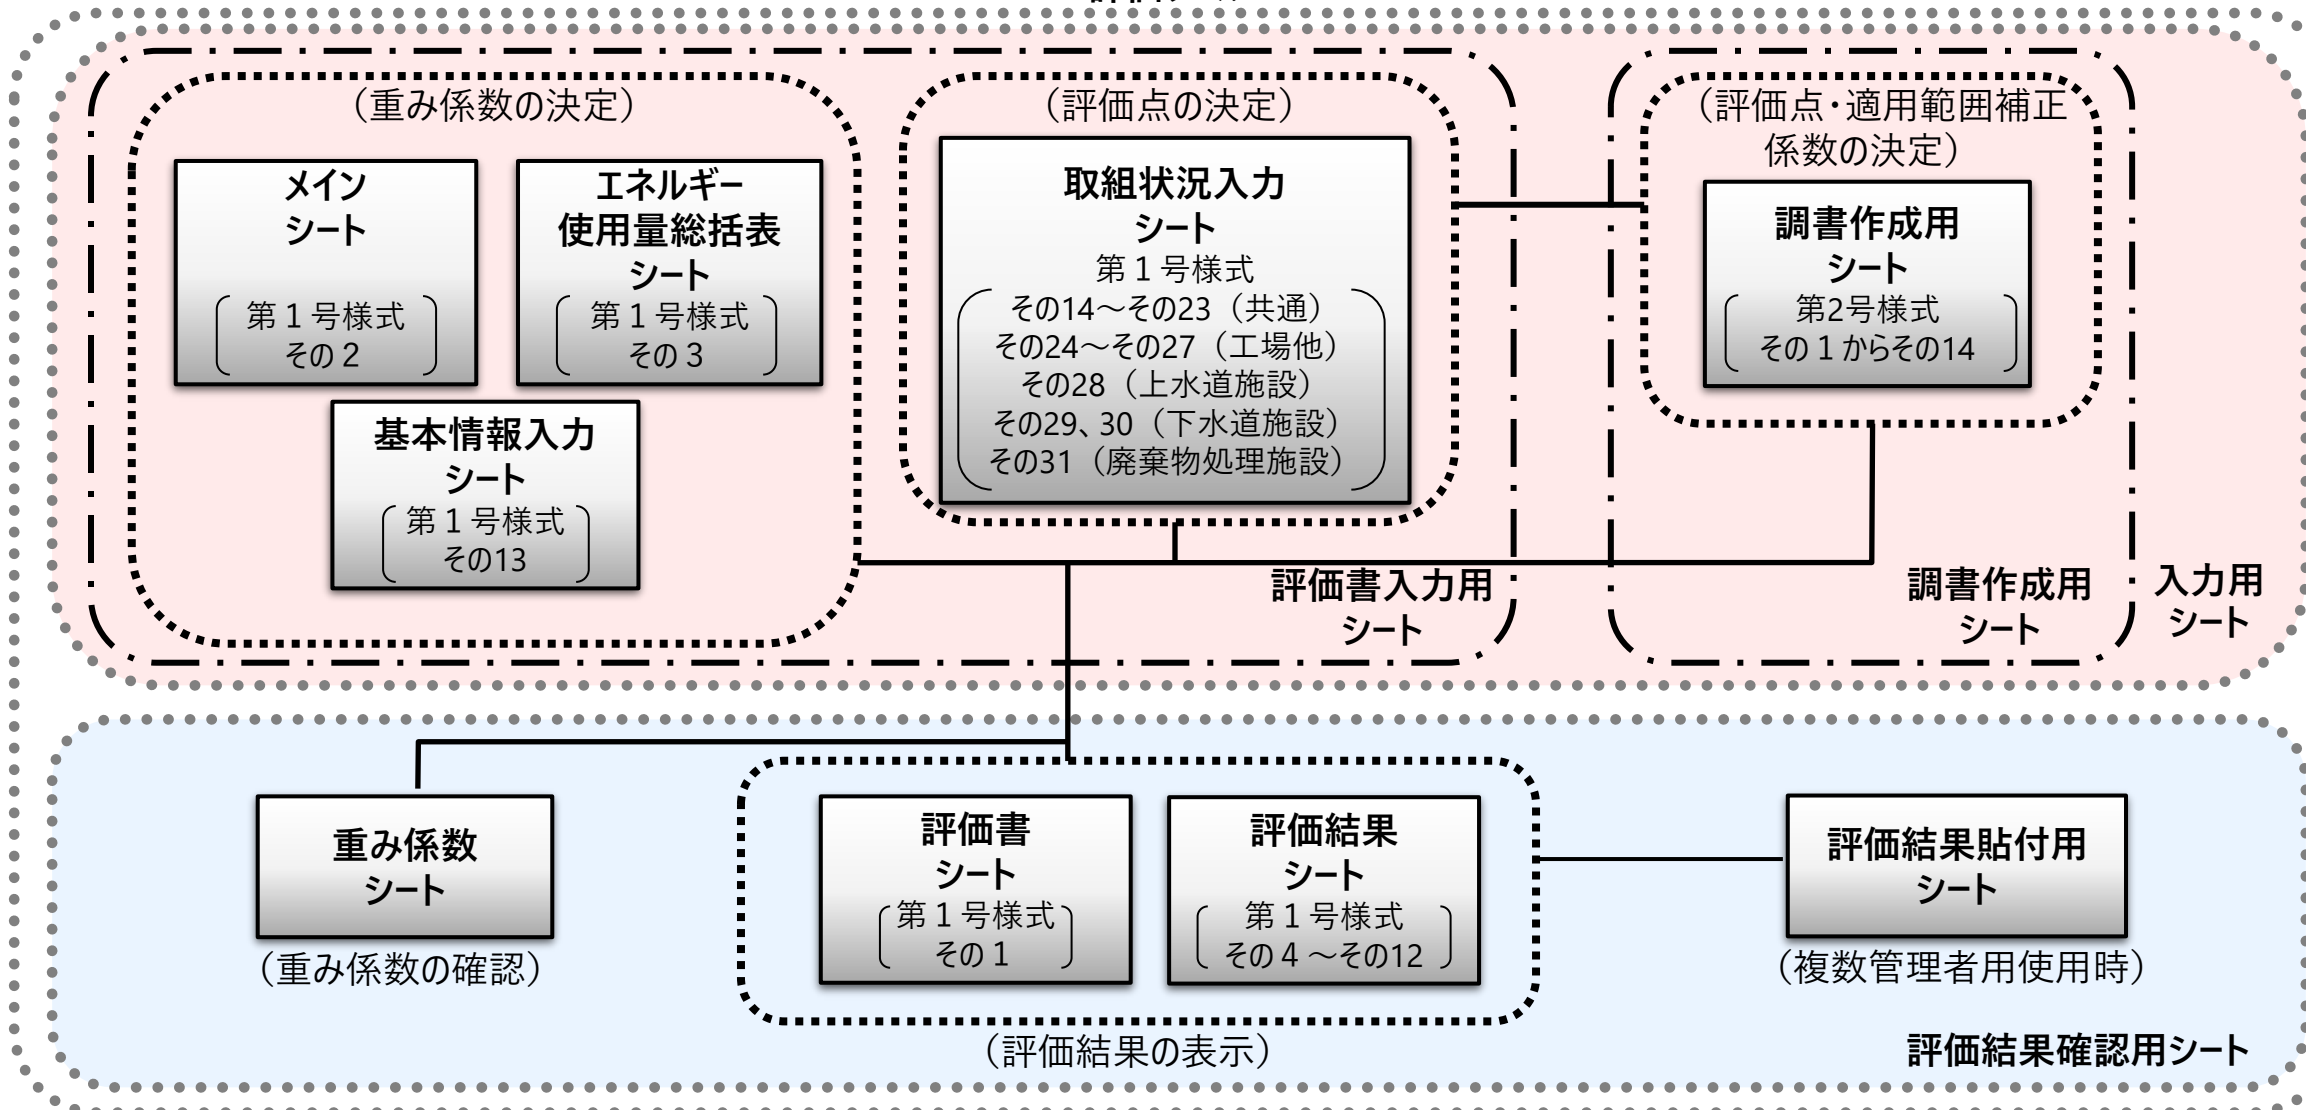 （重み係数の決定）
メイン
シート
第１号様式
その２
エネルギー
使用量総括表
シート
第１号様式
その３
基本情報入力
シート
第１号様式
その13
（評価点の決定）
取組状況入力
シート
第１号様式
その14～その23（共通）
その24～その27（工場他）
その28（上水道施設）
その29、30（下水道施設）
その31（廃棄物処理施設）
評価書入力用
シート
（評価点・適用範囲補正
係数の決定）
調書作成用
シート
第2号様式
その１からその14
調書作成用
シート
入力用
シート
重み係数
シート
（重み係数の確認）
評価書
シート
第１号様式
その１
評価結果
シート
第１号様式
その４～その12
（評価結果の表示）
評価結果貼付用
シート
（複数管理者用使用時）
評価結果確認用シート